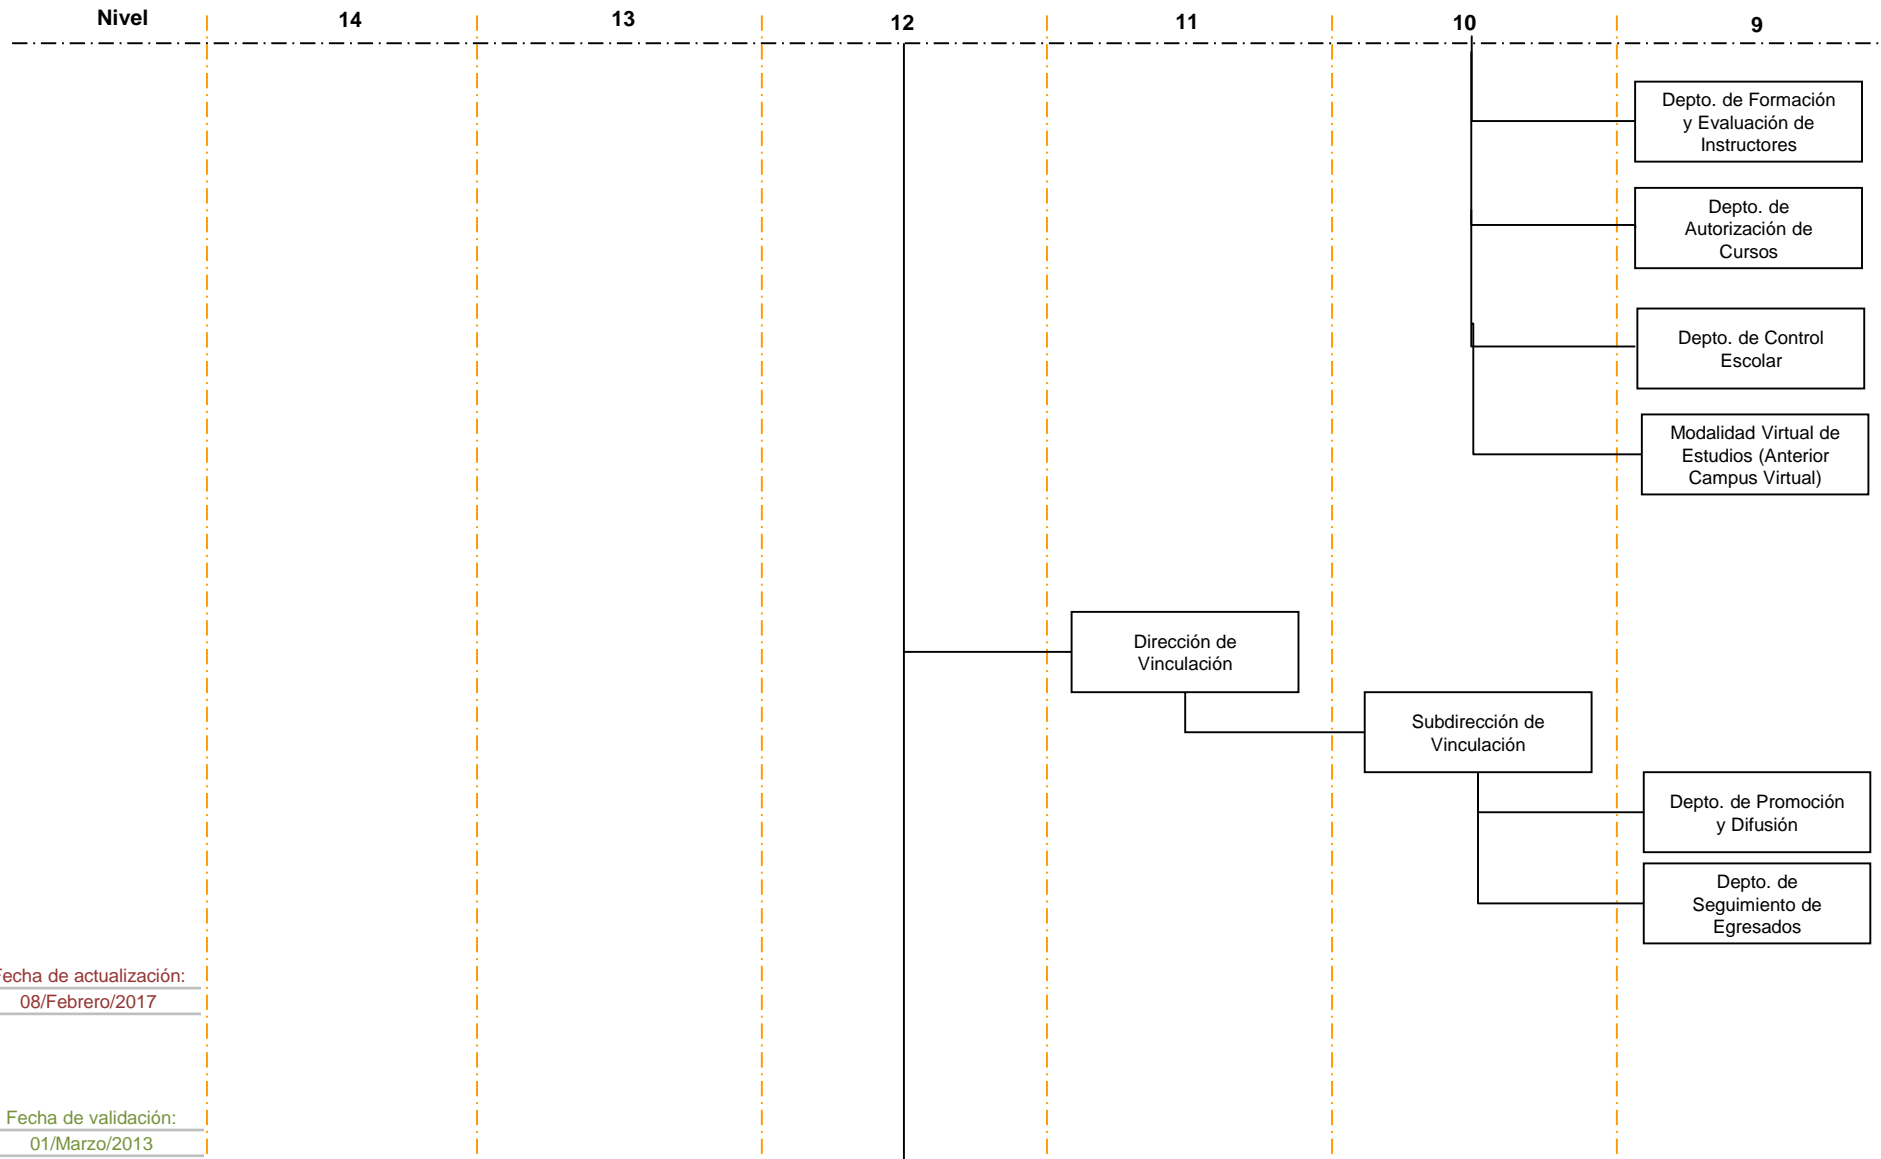 Nivel 14 13 12 11 10 9
Depto. de Formación
y Evaluación de
Instructores
Depto. de
Autorización de
Cursos
Depto. de Control
Escolar
Modalidad Virtual de
Estudios (Anterior
Campus Virtual)
Dirección de
Vinculación
Subdirección de
Vinculación
Depto. de Promoción
y Difusión
Depto. de
Seguimiento de
Egresados
Fecha de actualización:
08/Febrero/2017
Fecha de validación:
01/Marzo/2013